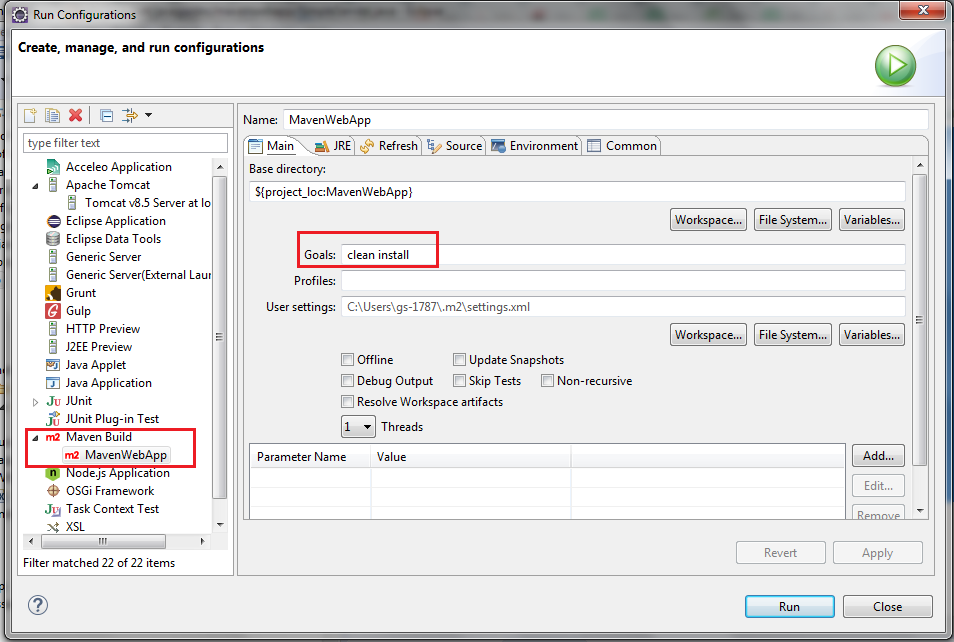 Run Configurations
Create, manage, and run configurations
type filter text
Acceleo Application
Apache Tomcat
Tomcat v8.5 Server at lo
Eclipse Application
Eclipse Data Tools
Generic Server
Generic Server(External Laun
Grunt
Gulp
HTTP Preview
J2EE Preview
Java Applet
Java Application
JUnit
JUnit Plug-in Test
m2 Maven Build
m2 MavenWebApp
Node.js Application
OSGi Framework
Task Context Test
XSL
Filter matched 22 of 22 items
Name: MavenWebApp
Main JRE Refresh Source Environment Common
Base directory:
${project_loc:MavenWebApp}
Workspace... File System... Variables...
Goals: clean install
Profiles:
User settings: C:\Users\gs-1787\.m2\settings.xml
Workspace... File System... Variables...
Offline Update Snapshots
Debug Output Skip Tests Non-recursive
Resolve Workspace artifacts
1 Threads
Parameter Name Value
Add...
Edit...
Remove
Revert Apply
? Run Close